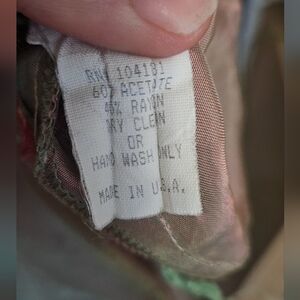 RN# 104181
60% ACETATE
40% RAYON
DRY CLEAN
OR
HAND WASH ONLY
MADE IN U.S.A.